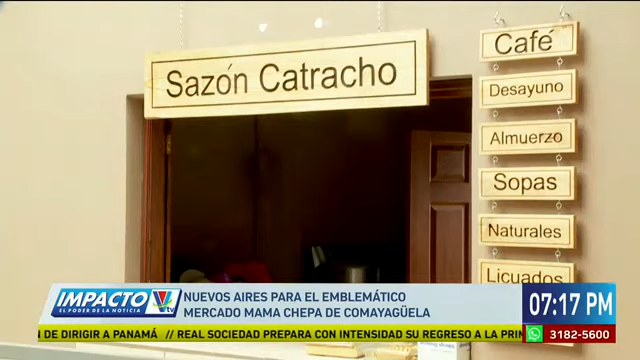 Sazón Catracho
Café
Desayuno
Almuerzo
Sopas
Naturales
Licuados
IMPACTO
EL PODER DE LA NOTICIA
VTV
NUEVOS AIRES PARA EL EMBLEMÁTICO
MERCADO MAMA CHEPA DE COMAYAGÜELA
07:17 PM
N DE DIRIGIR A PANAMÁ // REAL SOCIEDAD PREPARA CON INTENSIDAD SU REGRESO A LA PRIN
3182-5600